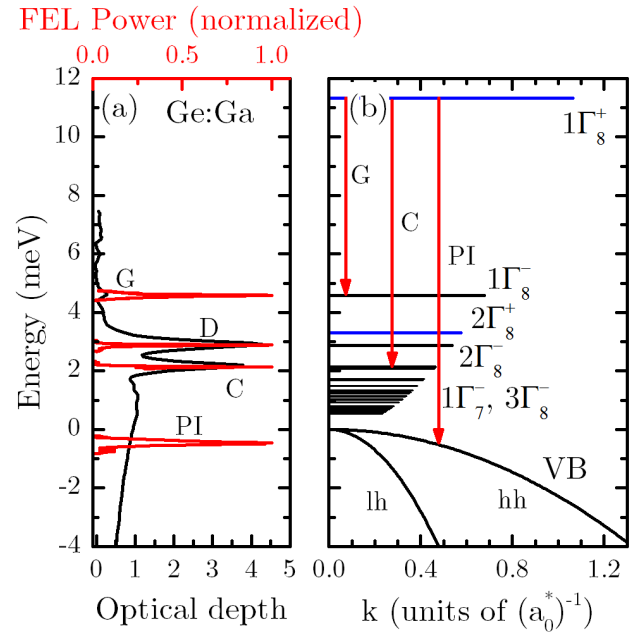 FEL Power (normalized)
0.0 0.5 1.0
12
10
8
6
4
2
0
-2
-4
Energy (meV)
(a) Ge:Ga
G
D
C
PI
0 1 2 3 4 5
Optical depth
(b)
1Γ₈⁺
G
C
PI
1Γ₈⁻
2Γ₈⁺
2Γ₈⁻
1Γ₇⁻, 3Γ₈⁻
VB
lh
hh
0.0 0.4 0.8 1.2
k (units of (a₀*)⁻¹)